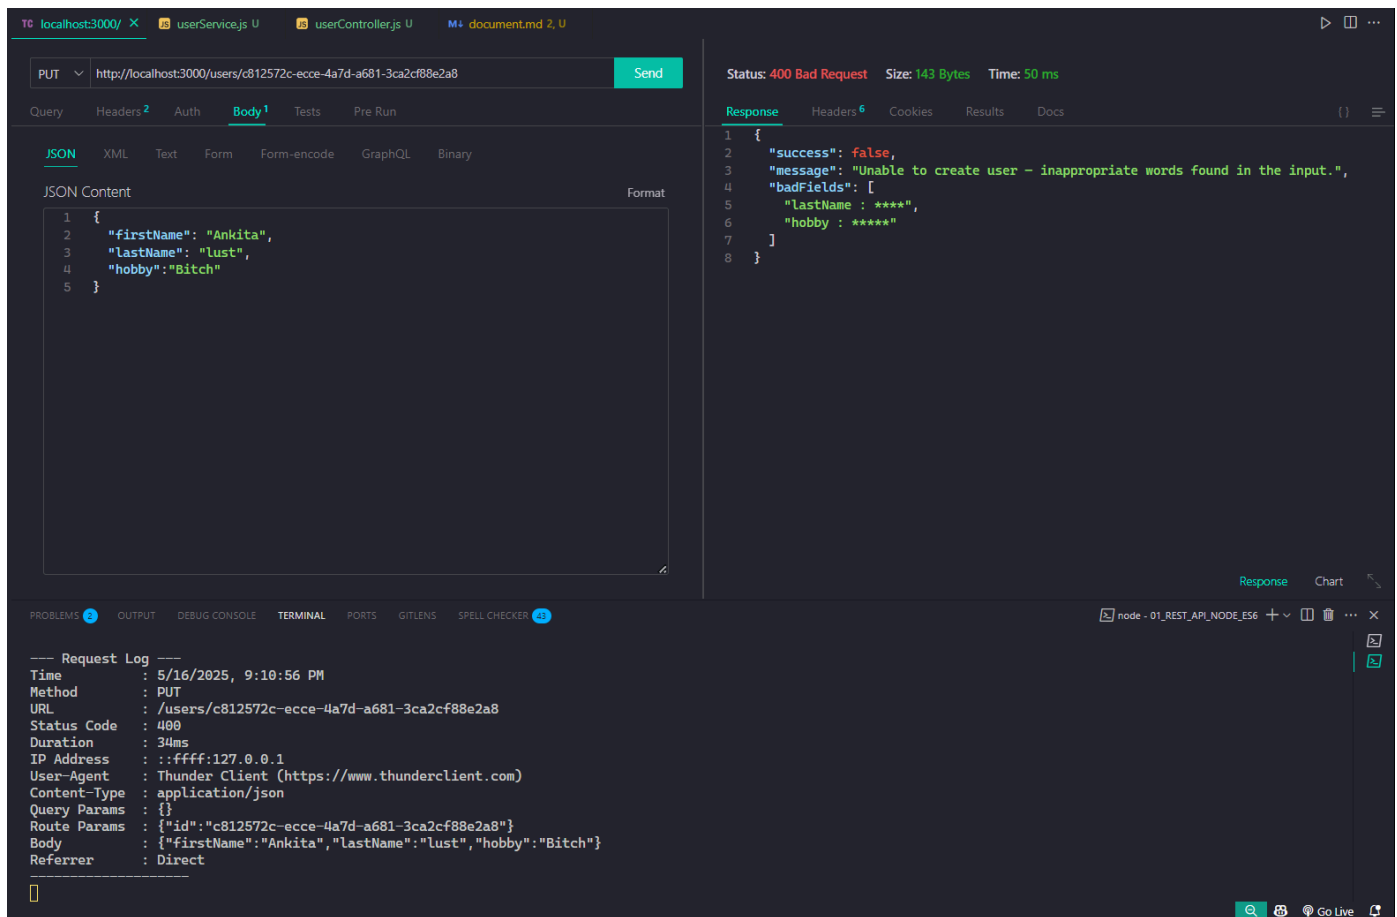 TC localhost:3000/ × JS userService.js U JS userController.js U M↓ document.md 2, U
PUT http://localhost:3000/users/c812572c-ecce-4a7d-a681-3ca2cf88e2a8 Send
Query Headers 2 Auth Body 1 Tests Pre Run
JSON XML Text Form Form-encode GraphQL Binary
JSON Content Format
1 {
2 "firstName": "Ankita",
3 "lastName": "lust",
4 "hobby":"Bitch"
5 }
Status: 400 Bad Request Size: 143 Bytes Time: 50 ms
Response Headers 6 Cookies Results Docs {}
1 {
2 "success": false,
3 "message": "Unable to create user – inappropriate words found in the input.",
4 "badFields": [
5 "lastName : ****",
6 "hobby : *****"
7 ]
8 }
Response Chart
PROBLEMS 2 OUTPUT DEBUG CONSOLE TERMINAL PORTS GITLENS SPELL CHECKER 43 node - 01_REST_API_NODE_ES6
--- Request Log ---
Time : 5/16/2025, 9:10:56 PM
Method : PUT
URL : /users/c812572c-ecce-4a7d-a681-3ca2cf88e2a8
Status Code : 400
Duration : 34ms
IP Address : ::ffff:127.0.0.1
User-Agent : Thunder Client (https://www.thunderclient.com)
Content-Type : application/json
Query Params : {}
Route Params : {"id":"c812572c-ecce-4a7d-a681-3ca2cf88e2a8"}
Body : {"firstName":"Ankita","lastName":"lust","hobby":"Bitch"}
Referrer : Direct
--------------------
Go Live